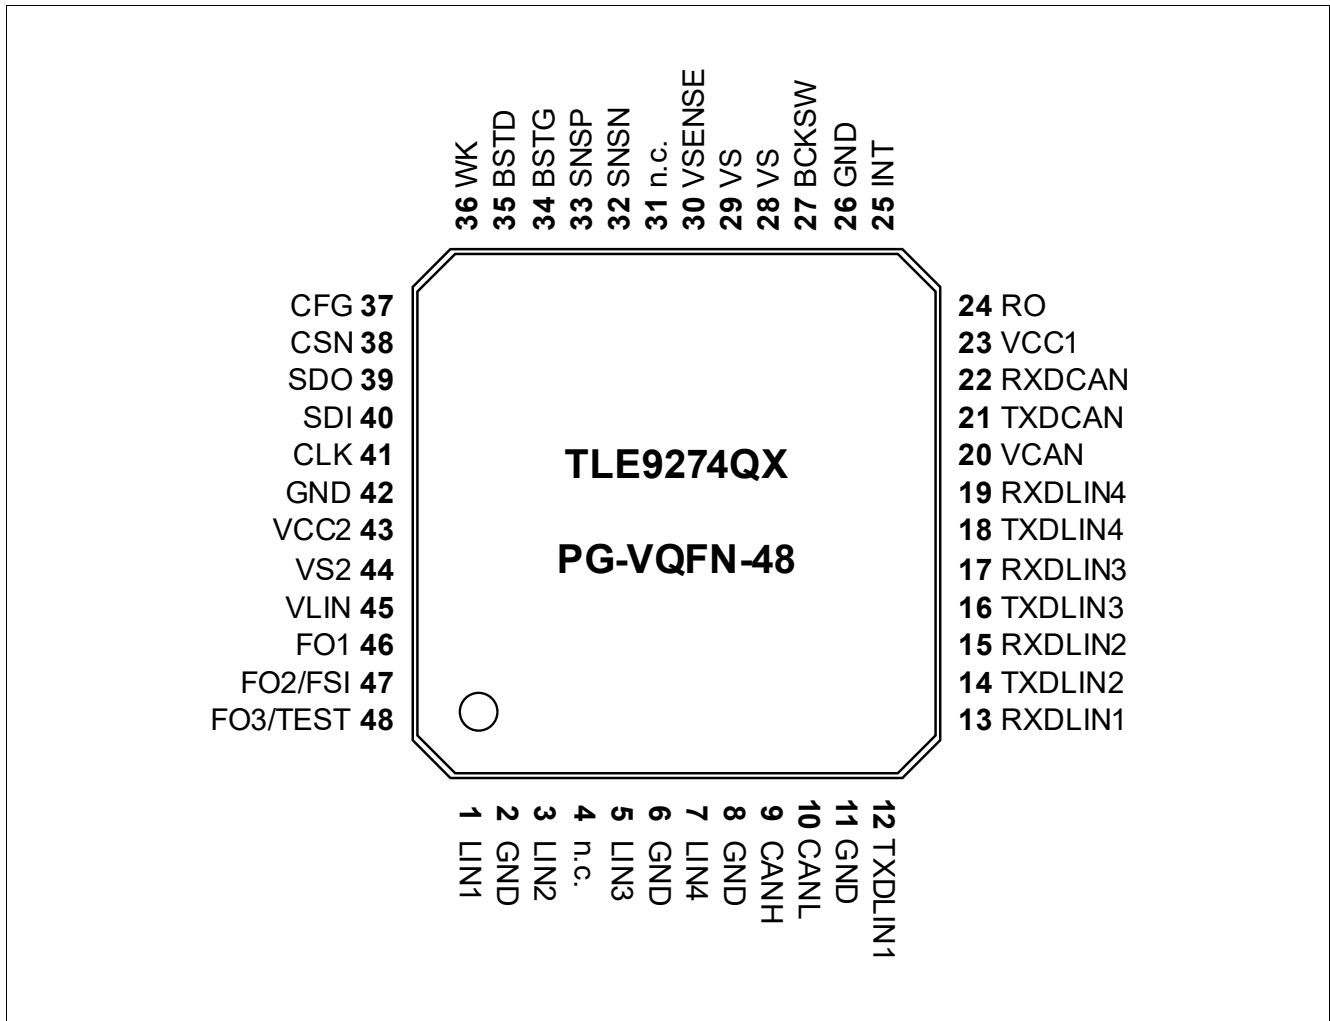 36 WK
35 BSTD
34 BSTG
33 SNSP
32 SNSN
31 n.c.
30 VSENSE
29 VS
28 VS
27 BCKSW
26 GND
25 INT
CFG 37
CSN 38
SDO 39
SDI 40
CLK 41
GND 42
VCC2 43
VS2 44
VLIN 45
FO1 46
FO2/FSI 47
FO3/TEST 48
TLE9274QX
PG-VQFN-48
24 RO
23 VCC1
22 RXDCAN
21 TXDCAN
20 VCAN
19 RXDLIN4
18 TXDLIN4
17 RXDLIN3
16 TXDLIN3
15 RXDLIN2
14 TXDLIN2
13 RXDLIN1
1 LIN1
2 GND
3 LIN2
4 n.c.
5 LIN3
6 GND
7 LIN4
8 GND
9 CANH
10 CANL
11 GND
12 TXDLIN1